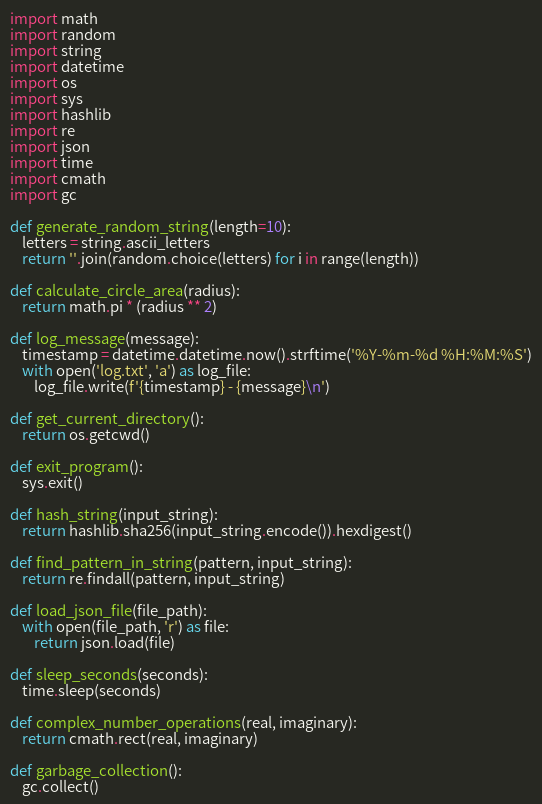 import math
import random
import string
import datetime
import os
import sys
import hashlib
import re
import json
import time
import cmath
import gc

def generate_random_string(length=10):
    letters = string.ascii_letters
    return ''.join(random.choice(letters) for i in range(length))

def calculate_circle_area(radius):
    return math.pi * (radius ** 2)

def log_message(message):
    timestamp = datetime.datetime.now().strftime('%Y-%m-%d %H:%M:%S')
    with open('log.txt', 'a') as log_file:
        log_file.write(f'{timestamp} - {message}\n')

def get_current_directory():
    return os.getcwd()

def exit_program():
    sys.exit()

def hash_string(input_string):
    return hashlib.sha256(input_string.encode()).hexdigest()

def find_pattern_in_string(pattern, input_string):
    return re.findall(pattern, input_string)

def load_json_file(file_path):
    with open(file_path, 'r') as file:
        return json.load(file)

def sleep_seconds(seconds):
    time.sleep(seconds)

def complex_number_operations(real, imaginary):
    return cmath.rect(real, imaginary)

def garbage_collection():
    gc.collect()